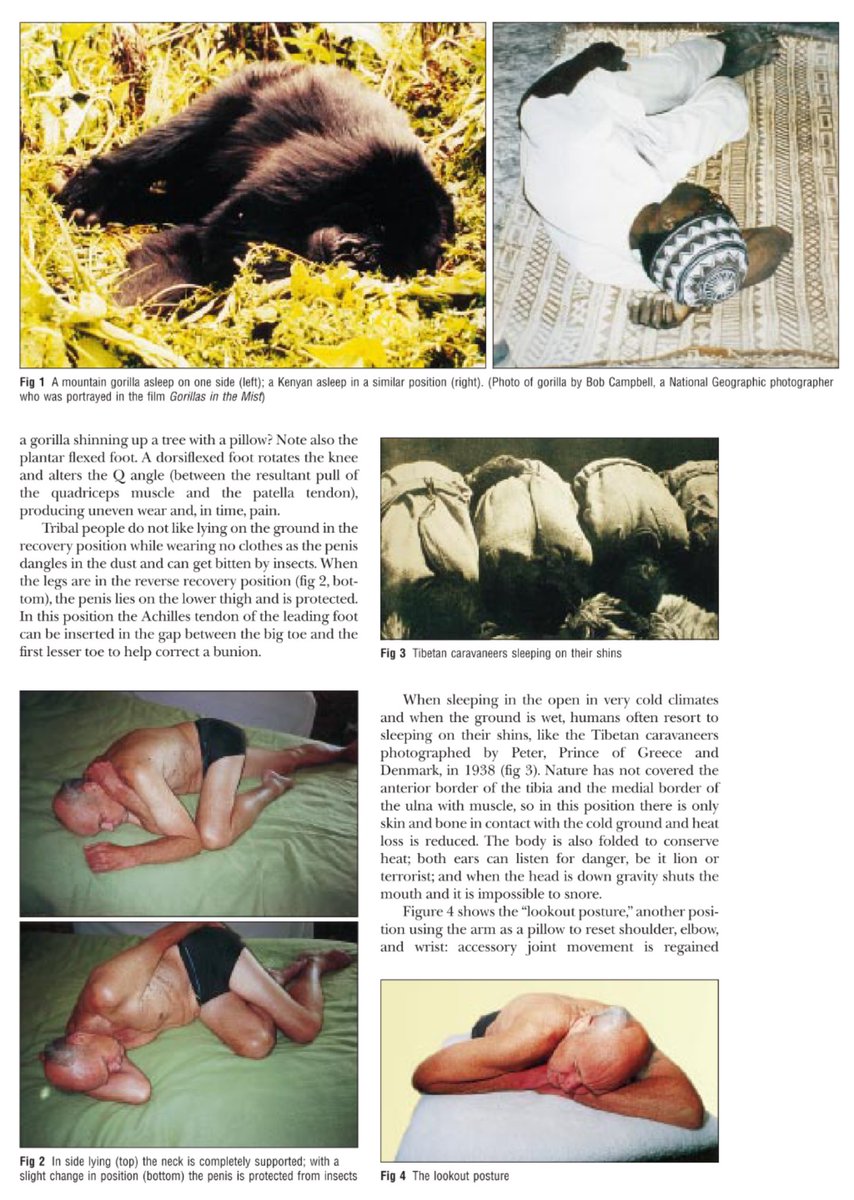 Fig 1 A mountain gorilla asleep on one side (left); a Kenyan asleep in a similar position (right). (Photo of gorilla by Bob Campbell, a National Geographic photographer
who was portrayed in the film Gorillas in the Mist)
a gorilla shinning up a tree with a pillow? Note also the
plantar flexed foot. A dorsiflexed foot rotates the knee
and alters the Q angle (between the resultant pull of
the quadriceps muscle and the patella tendon),
producing uneven wear and, in time, pain.
Tribal people do not like lying on the ground in the
recovery position while wearing no clothes as the penis
dangles in the dust and can get bitten by insects. When
the legs are in the reverse recovery position (fig 2, bot-
tom), the penis lies on the lower thigh and is protected.
In this position the Achilles tendon of the leading foot
can be inserted in the gap between the big toe and the
first lesser toe to help correct a bunion.
Fig 2 In side lying (top) the neck is completely supported; with a
slight change in position (bottom) the penis is protected from insects
Fig 3 Tibetan caravaneers sleeping on their shins
When sleeping in the open in very cold climates
and when the ground is wet, humans often resort to
sleeping on their shins, like the Tibetan caravaneers
photographed by Peter, Prince of Greece and
Denmark, in 1938 (fig 3). Nature has not covered the
anterior border of the tibia and the medial border of
the ulna with muscle, so in this position there is only
skin and bone in contact with the cold ground and heat
loss is reduced. The body is also folded to conserve
heat; both ears can listen for danger, be it lion or
terrorist; and when the head is down gravity shuts the
mouth and it is impossible to snore.
Figure 4 shows the “lookout posture,” another posi-
tion using the arm as a pillow to reset shoulder, elbow,
and wrist: accessory joint movement is regained
Fig 4 The lookout posture